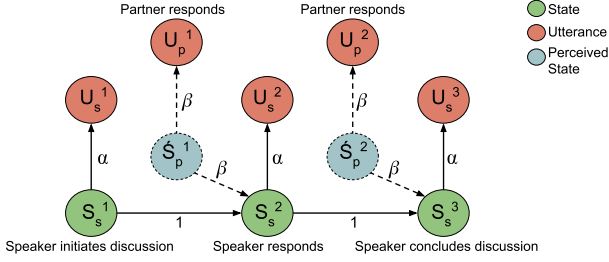 Partner responds
Partner responds
State
Utterance
Perceived
State
U_p^1
U_p^2
U_s^1
U_s^2
U_s^3
β
β
α
Ṡ_p^1
β
α
Ṡ_p^2
β
α
S_s^1
1
S_s^2
1
S_s^3
Speaker initiates discussion
Speaker responds
Speaker concludes discussion